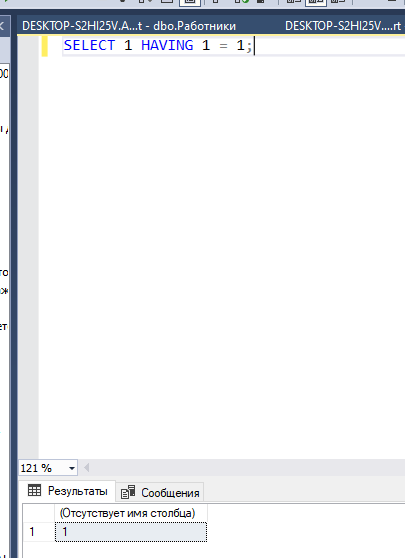 DESKTOP-S2HI25V.A...t - dbo.Работники
DESKTOP-S2HI25V....rt
SELECT 1 HAVING 1 = 1;
121 %
Результаты
Сообщения
(Отсутствует имя столбца)
1
1